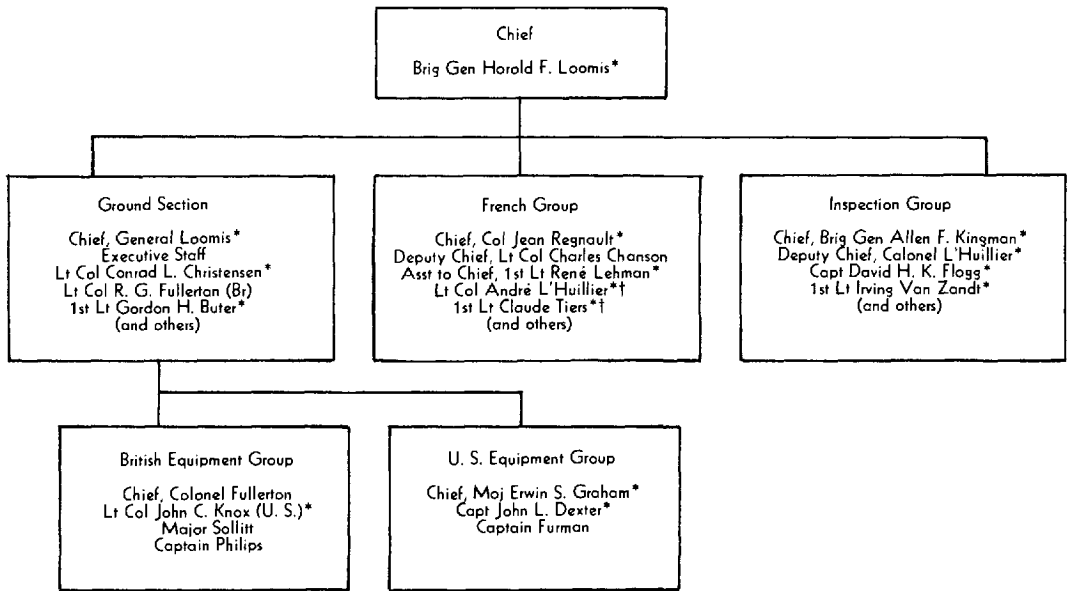 Chief
Brig Gen Horold F. Loomis*
Ground Section
Chief, General Loomis*
Executive Staff
Lt Col Conrad L. Christensen*
Lt Col R. G. Fullerton (Br)
1st Lt Gordon H. Buter*
(and others)
French Group
Chief, Col Jean Regnault*
Deputy Chief, Lt Col Charles Chanson
Asst to Chief, 1st Lt René Lehman*
Lt Col André L'Huillier*†
1st Lt Claude Tiers*†
(and others)
Inspection Group
Chief, Brig Gen Allen F. Kingman*
Deputy Chief, Colonel L'Huillier*
Capt David H. K. Flogg*
1st Lt Irving Van Zandt*
(and others)
British Equipment Group
Chief, Colonel Fullerton
Lt Col John C. Knox (U. S.)*
Major Sollitt
Captain Philips
U. S. Equipment Group
Chief, Moj Erwin S. Graham*
Capt John L. Dexter*
Captain Furman